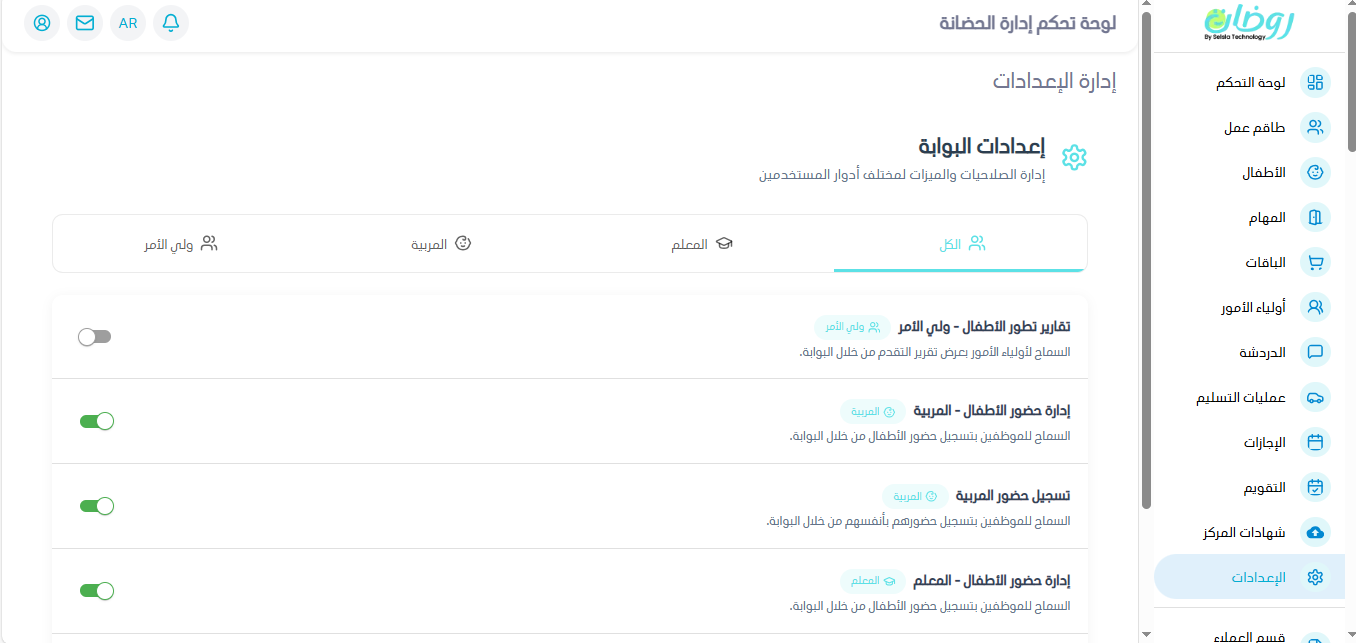 روضتان
By Selsla Technology
لوحة التحكم
طاقم عمل
الأطفال
المهام
الباقات
أولياء الأمور
الدردشة
عمليات التسليم
الإجازات
التقويم
شهادات المركز
الإعدادات
قسم العملاء
لوحة تحكم إدارة الحضانة
AR
إدارة الإعدادات
إعدادات البوابة
إدارة الصلاحيات والميزات لمختلف أدوار المستخدمين
الكل
المعلم
المربية
ولي الأمر
تقارير تطور الأطفال - ولي الأمر ولي الأمر
السماح لأولياء الأمور بعرض تقرير التقدم من خلال البوابة.
إدارة حضور الأطفال - المربية المربية
السماح للموظفين بتسجيل حضور الأطفال من خلال البوابة.
تسجيل حضور المربية المربية
السماح للموظفين بتسجيل حضورهم بأنفسهم من خلال البوابة.
إدارة حضور الأطفال - المعلم المعلم
السماح للموظفين بتسجيل حضور الأطفال من خلال البوابة.